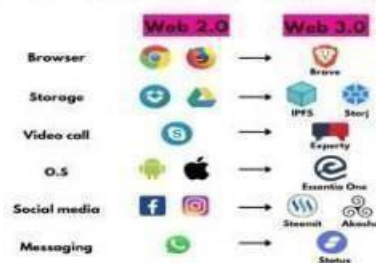 Web 2.0 Web 3.0
Browser
Brave
Storage
IPFS Storj
Video call
Experty
O.S
Essentia One
Social media
Steemit Akasha
Messaging
Status